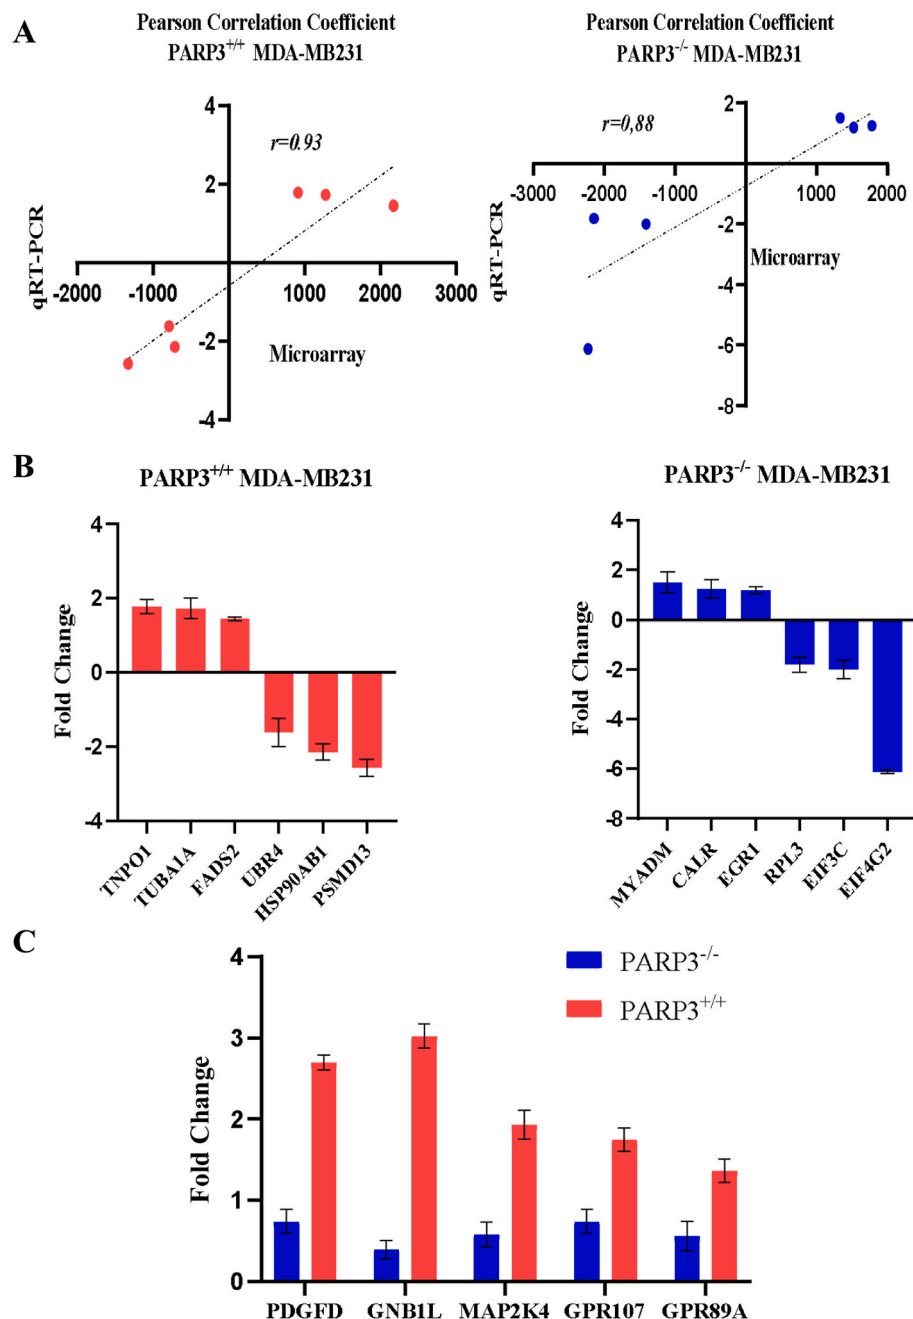 A
Pearson Correlation Coefficient
PARP3+/+ MDA-MB231
r=0.93
4
2
-2
-4
-2000 -1000 1000 2000 3000
qRT-PCR
Microarray
Pearson Correlation Coefficient
PARP3-/- MDA-MB231
r=0,88
2
-2
-4
-6
-8
-3000 -2000 -1000 1000 2000
qRT-PCR
Microarray
B
PARP3+/+ MDA-MB231
Fold Change
4
2
0
-2
-4
TNPO1
TUBA1A
FADS2
UBR4
HSP90AB1
PSMD13
PARP3-/- MDA-MB231
Fold Change
4
2
0
-2
-4
-6
-8
MYADM
CALR
EGR1
RPL3
EIF3C
EIF4G2
C
PARP3-/-
PARP3+/+
Fold Change
4
3
2
1
0
PDGFD GNB1L MAP2K4 GPR107 GPR89A